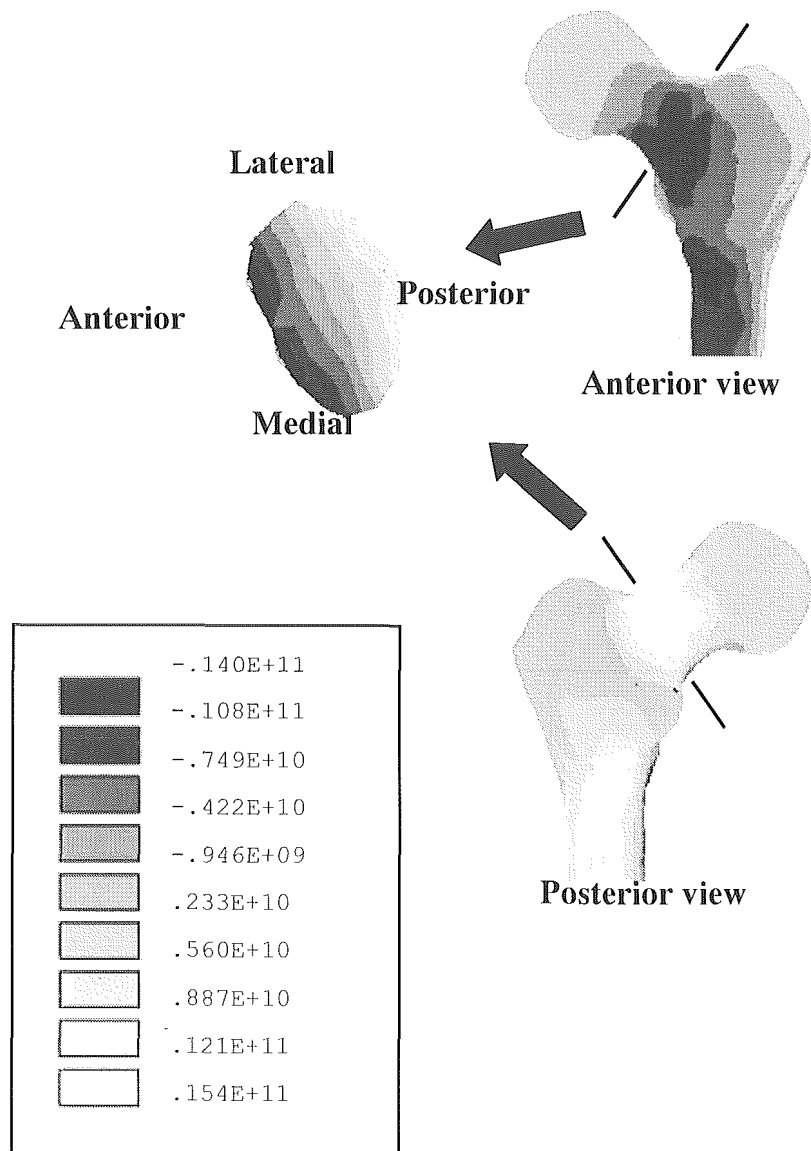 Lateral
Anterior
Posterior
Medial
Anterior view
Posterior view
-.140E+11
-.108E+11
-.749E+10
-.422E+10
-.946E+09
.233E+10
.560E+10
.887E+10
.121E+11
.154E+11